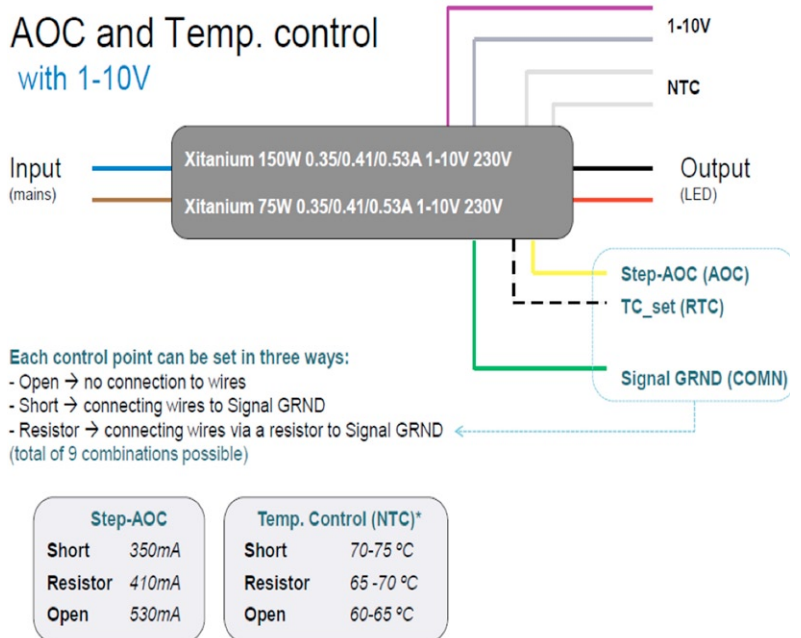 AOC and Temp. control
with 1-10V
1-10V
NTC
Input
(mains)
Xitanium 150W 0.35/0.41/0.53A 1-10V 230V
Xitanium 75W 0.35/0.41/0.53A 1-10V 230V
Output
(LED)
Step-AOC (AOC)
TC_set (RTC)
Signal GRND (COMN)
Each control point can be set in three ways:
- Open → no connection to wires
- Short → connecting wires to Signal GRND
- Resistor → connecting wires via a resistor to Signal GRND
(total of 9 combinations possible)
Step-AOC
Short 350mA
Resistor 410mA
Open 530mA
Temp. Control (NTC)*
Short 70-75 ºC
Resistor 65 -70 ºC
Open 60-65 ºC